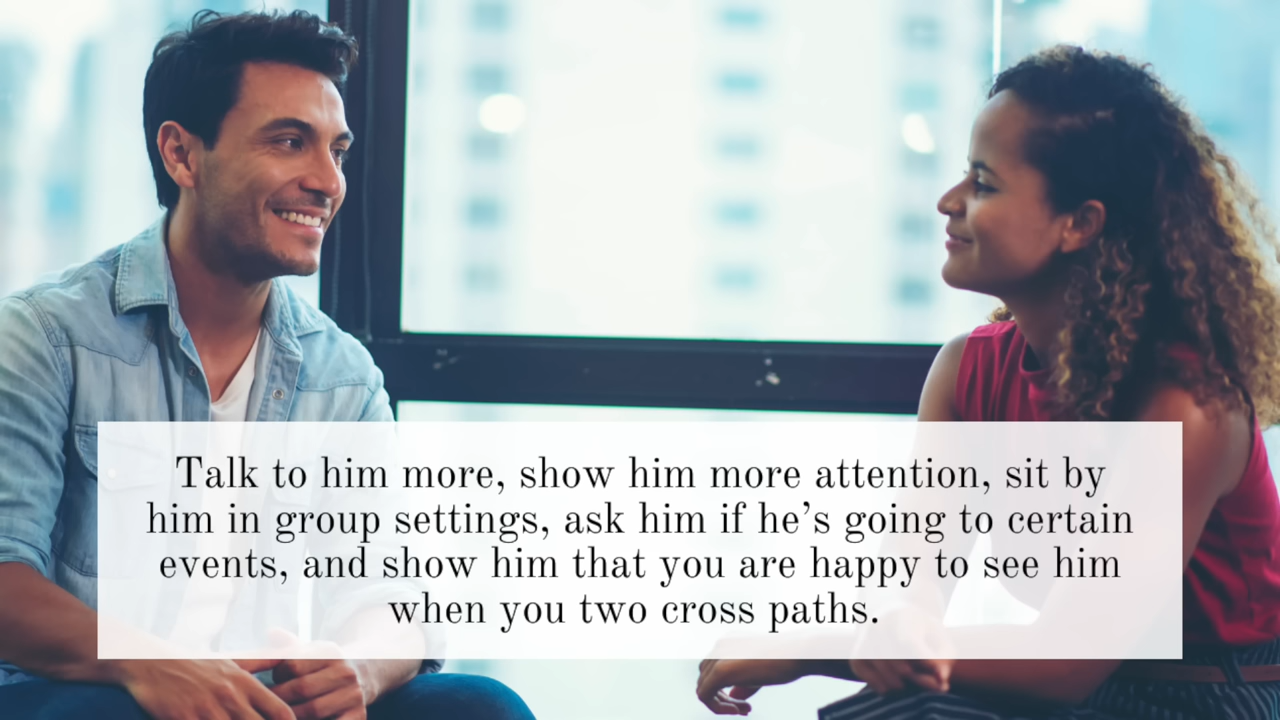 Talk to him more, show him more attention, sit by
him in group settings, ask him if he’s going to certain
events, and show him that you are happy to see him
when you two cross paths.